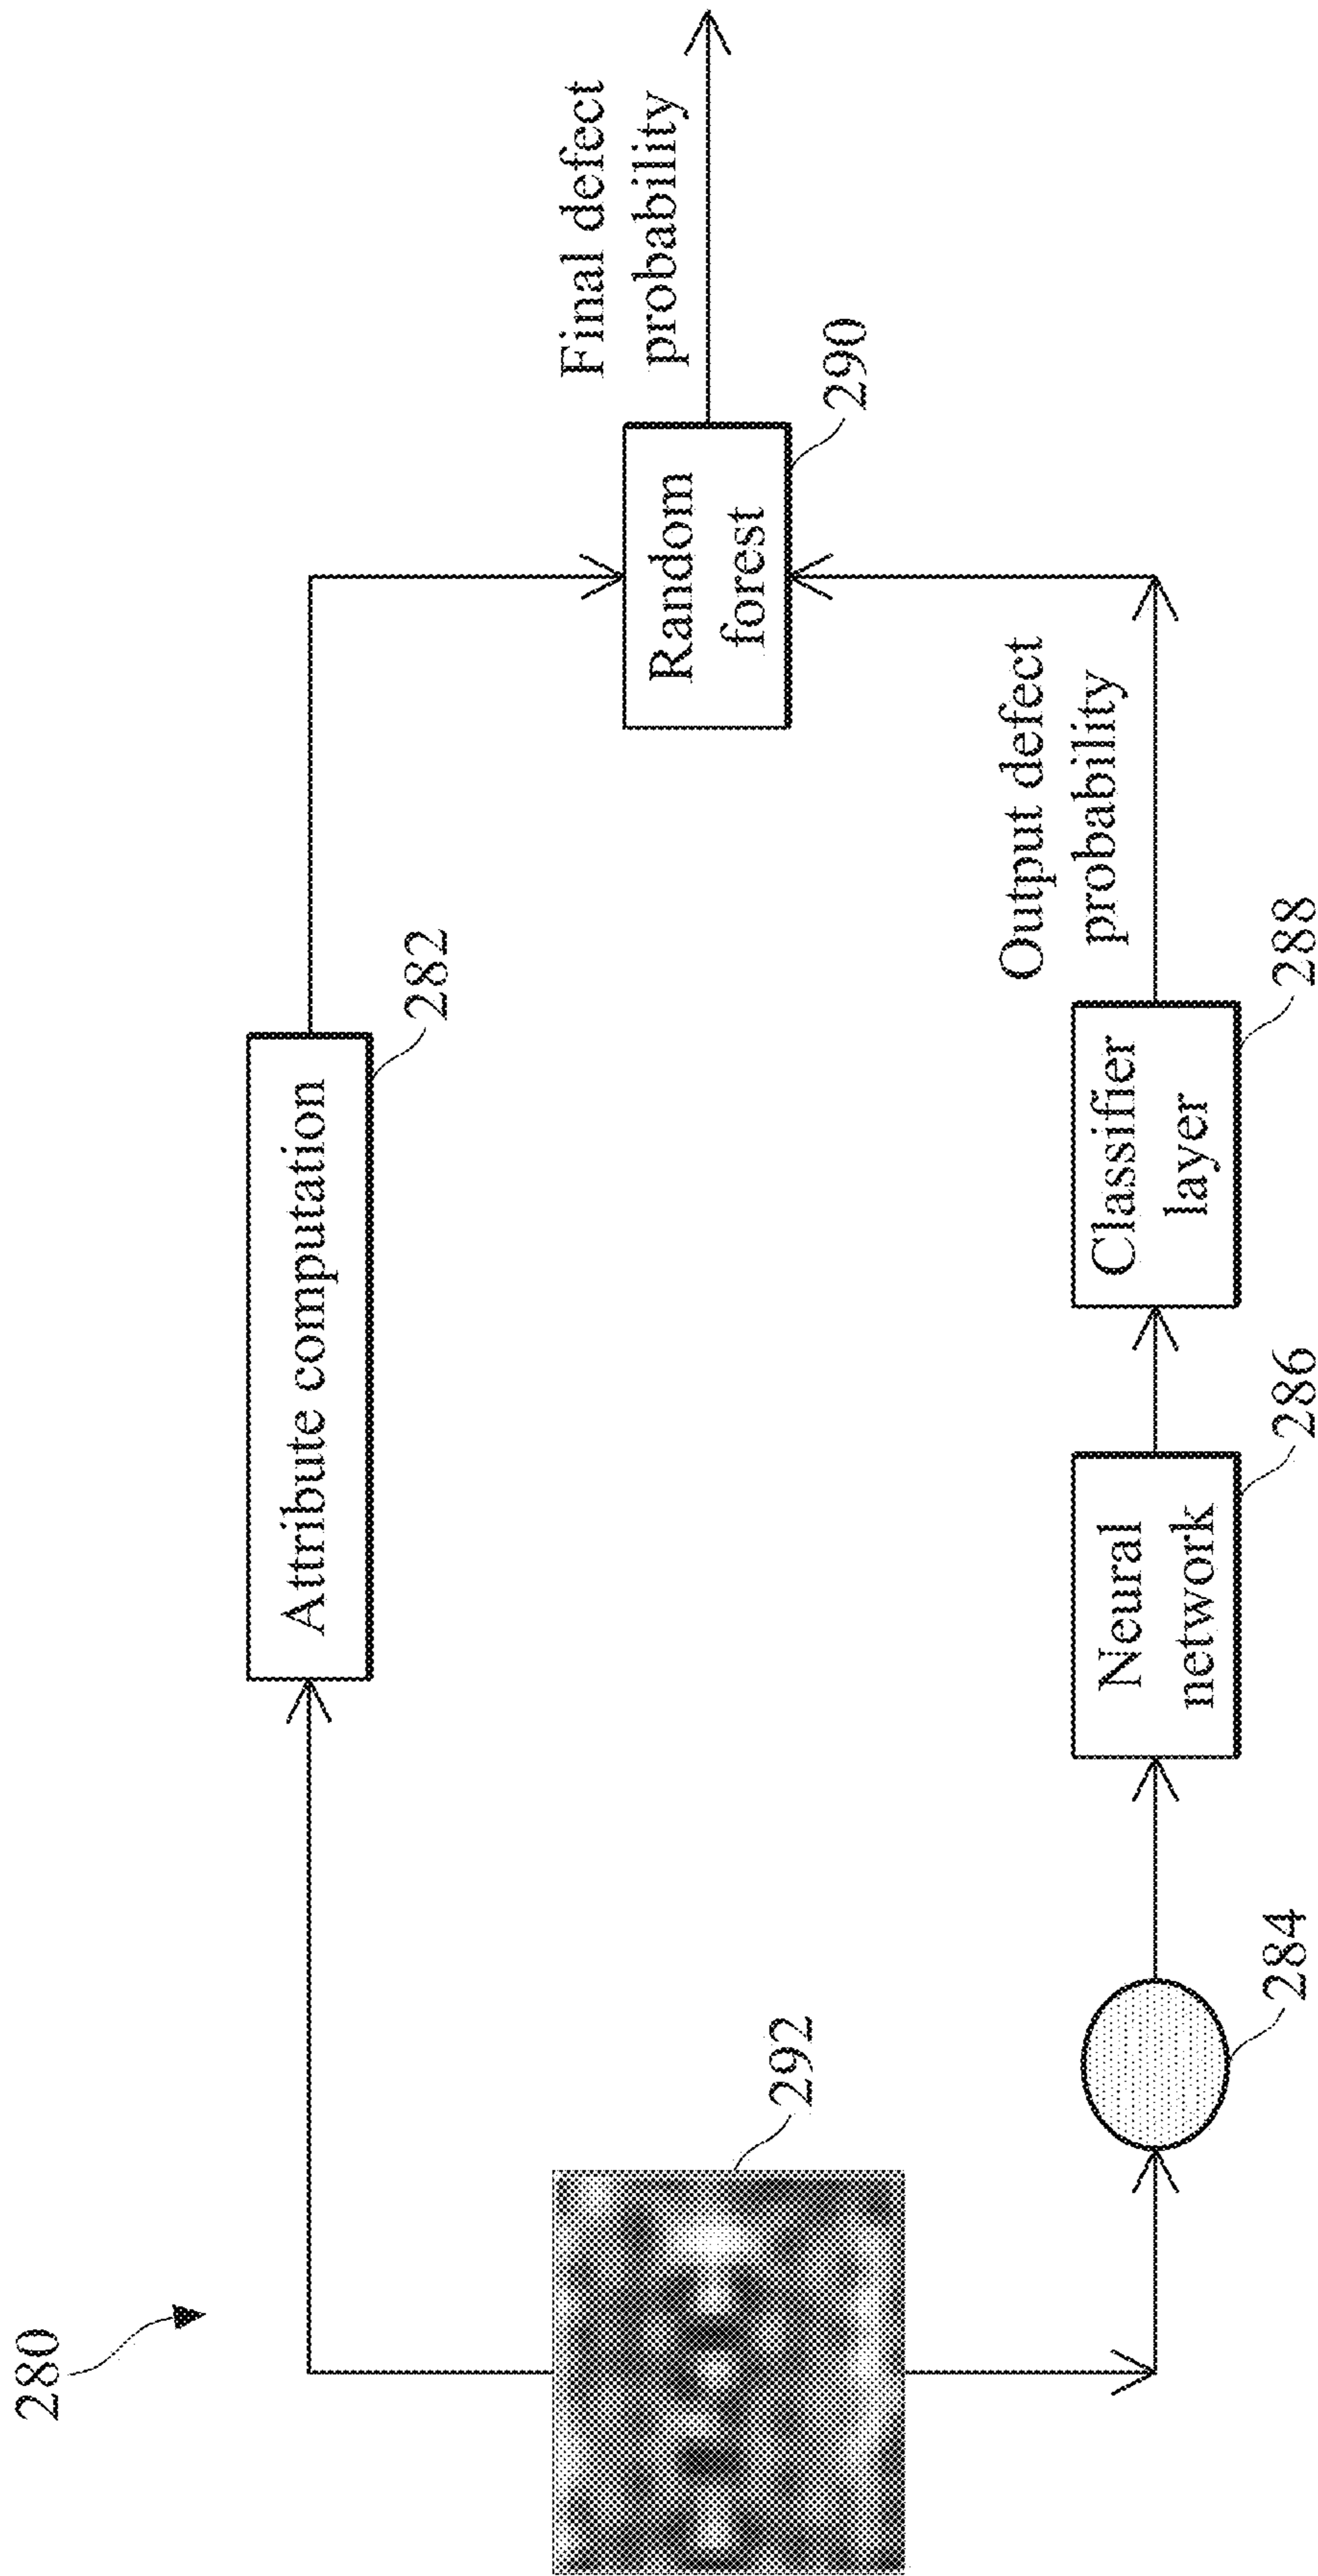 280
Attribute computation
282
292
Final defect
probability
Random
forest
290
Output defect
probability
284
Neural
network
286
Classifier
layer
288